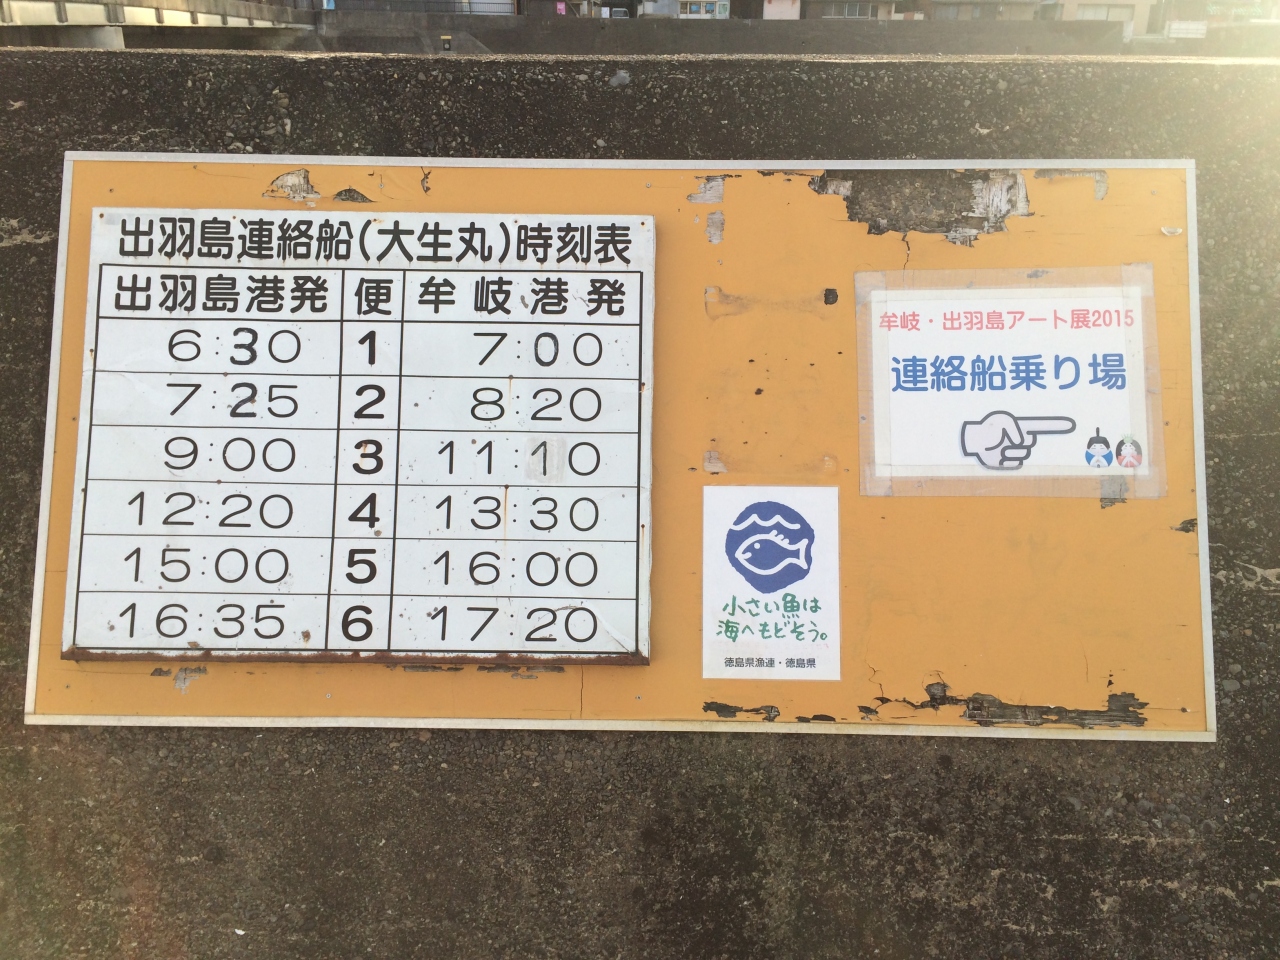 出羽島連絡船(大生丸)時刻表
出羽島港発 便 牟岐港発
6:30 1 7:00
7:25 2 8:20
9:00 3 11:10
12:20 4 13:30
15:00 5 16:00
16:35 6 17:20
牟岐・出羽島アート展2015
連絡船乗り場
小さい魚は
海へもどそう。
徳島県漁連・徳島県